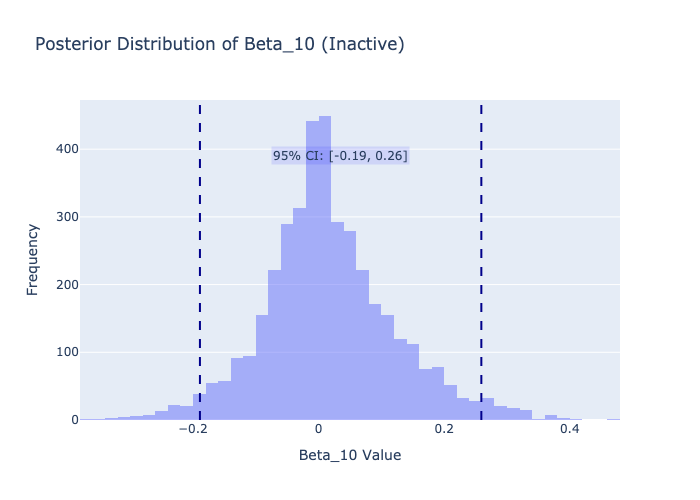 Posterior Distribution of Beta_10 (Inactive)
95% CI: [-0.19, 0.26]
Frequency
400
300
200
100
0
−0.2
0
0.2
0.4
Beta_10 Value